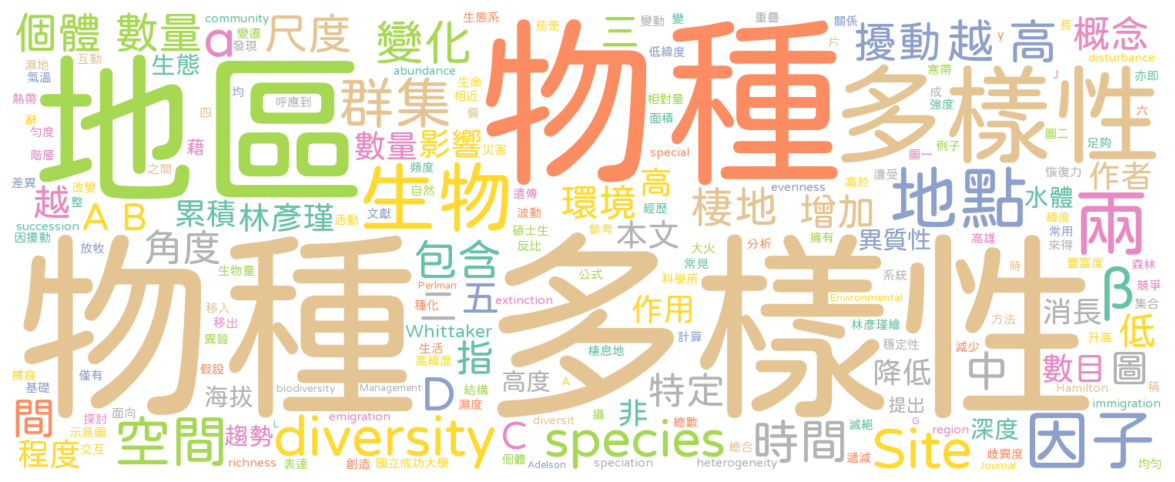 個體 數量 a 尺度 變化 community 變遷 發現 生態系 茄萣 變動 變 重疊 關係 y 長 概念
濕地 互動 氣溫 生態 abundance 三 低緯度 片 擾動 越 高 disturbance
地區 呼應到 群集 生命 相近 偏 物種 相對量 面積 寒帶 成 強度 J 亦即 多樣性 六
熱帶 均 四 辭 勻度 階層 之間 藉 數量 影響 災害 special 圖一 例子 圖二 足夠
差異 改變 整 越 A B 頻度 自然 生物 遺傳 環境 高 evenness 高於 遭受 恢復力 作者
succession 因擾動 累積 林彥瑾 活動 文獻 波動 經歷 棲地 增加 擁有 地點 水體 緯度 常用 來得 兩
放收 角度 碩士生 反比 參考 本文 大火 常見 分析 異質性 高雄 豐富度 森林 競爭
物種多樣性
生物量 包含 Perlman 種化 二 五 extinction 公式 科學所 系統 時 集合 β
移入 移出 異質 Whittaker 作用 Environmental 林彥瑾繪 方法 消長 低
捕食 基礎 僅有 假設 生活 高緯度 指 棲息地 計算 穩定性 減少 升高
海拔 biodiversity Management 結構 高度 A 特定 降低 提出 中 數目 圖 Hamilton 稱
間 探討 面向 emigration D 濕度 diversit 攝 非 總數 滅絕 G immigration
程度 示意圖 交互 空間 趨勢 L diversity C species 時間 Site region 深度 因子
richness 表達 創造 國立成功大學 個體 Adelson speciation heterogeneity 總合 遞減 Journal 歧異度 均勻